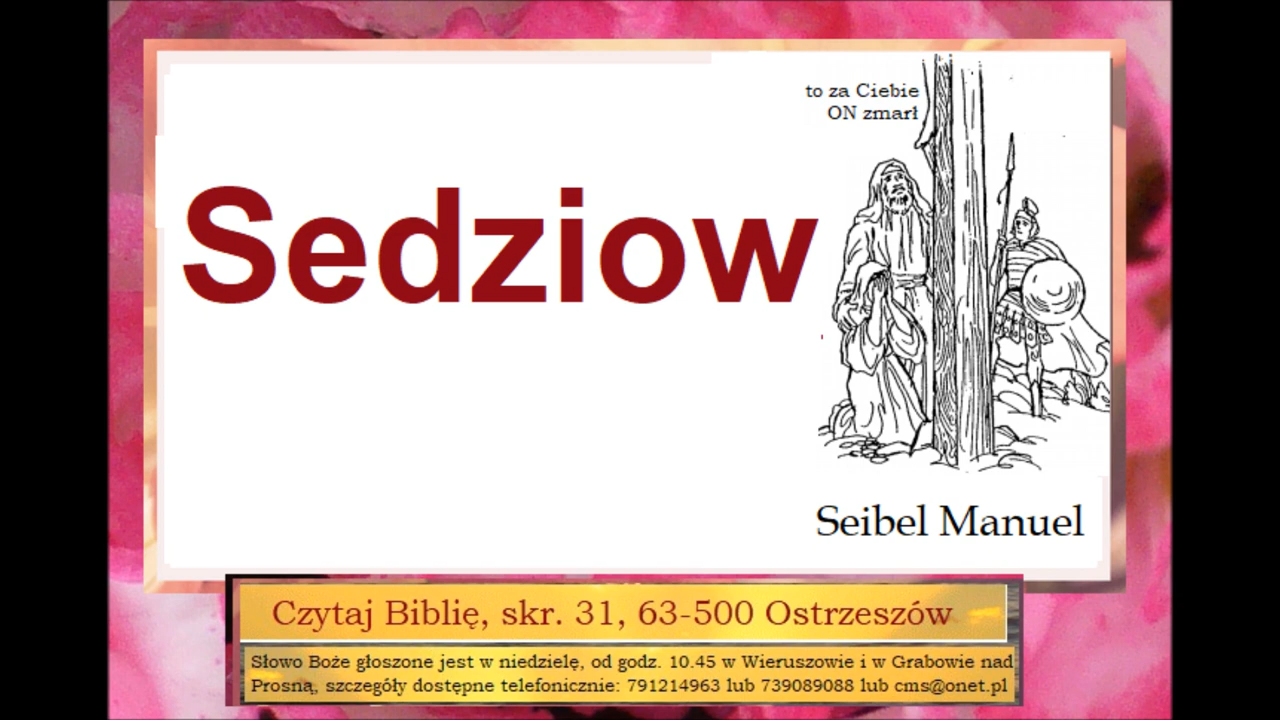 to za Ciebie
ON zmarł
Sedziow
Seibel Manuel
Czytaj Biblię, skr. 31, 63-500 Ostrzeszów
Słowo Boże głoszone jest w niedzielę, od godz. 10.45 w Wieruszowie i w Grabowie nad
Prosną, szczegóły dostępne telefonicznie: 791214963 lub 739089088 lub cms@onet.pl